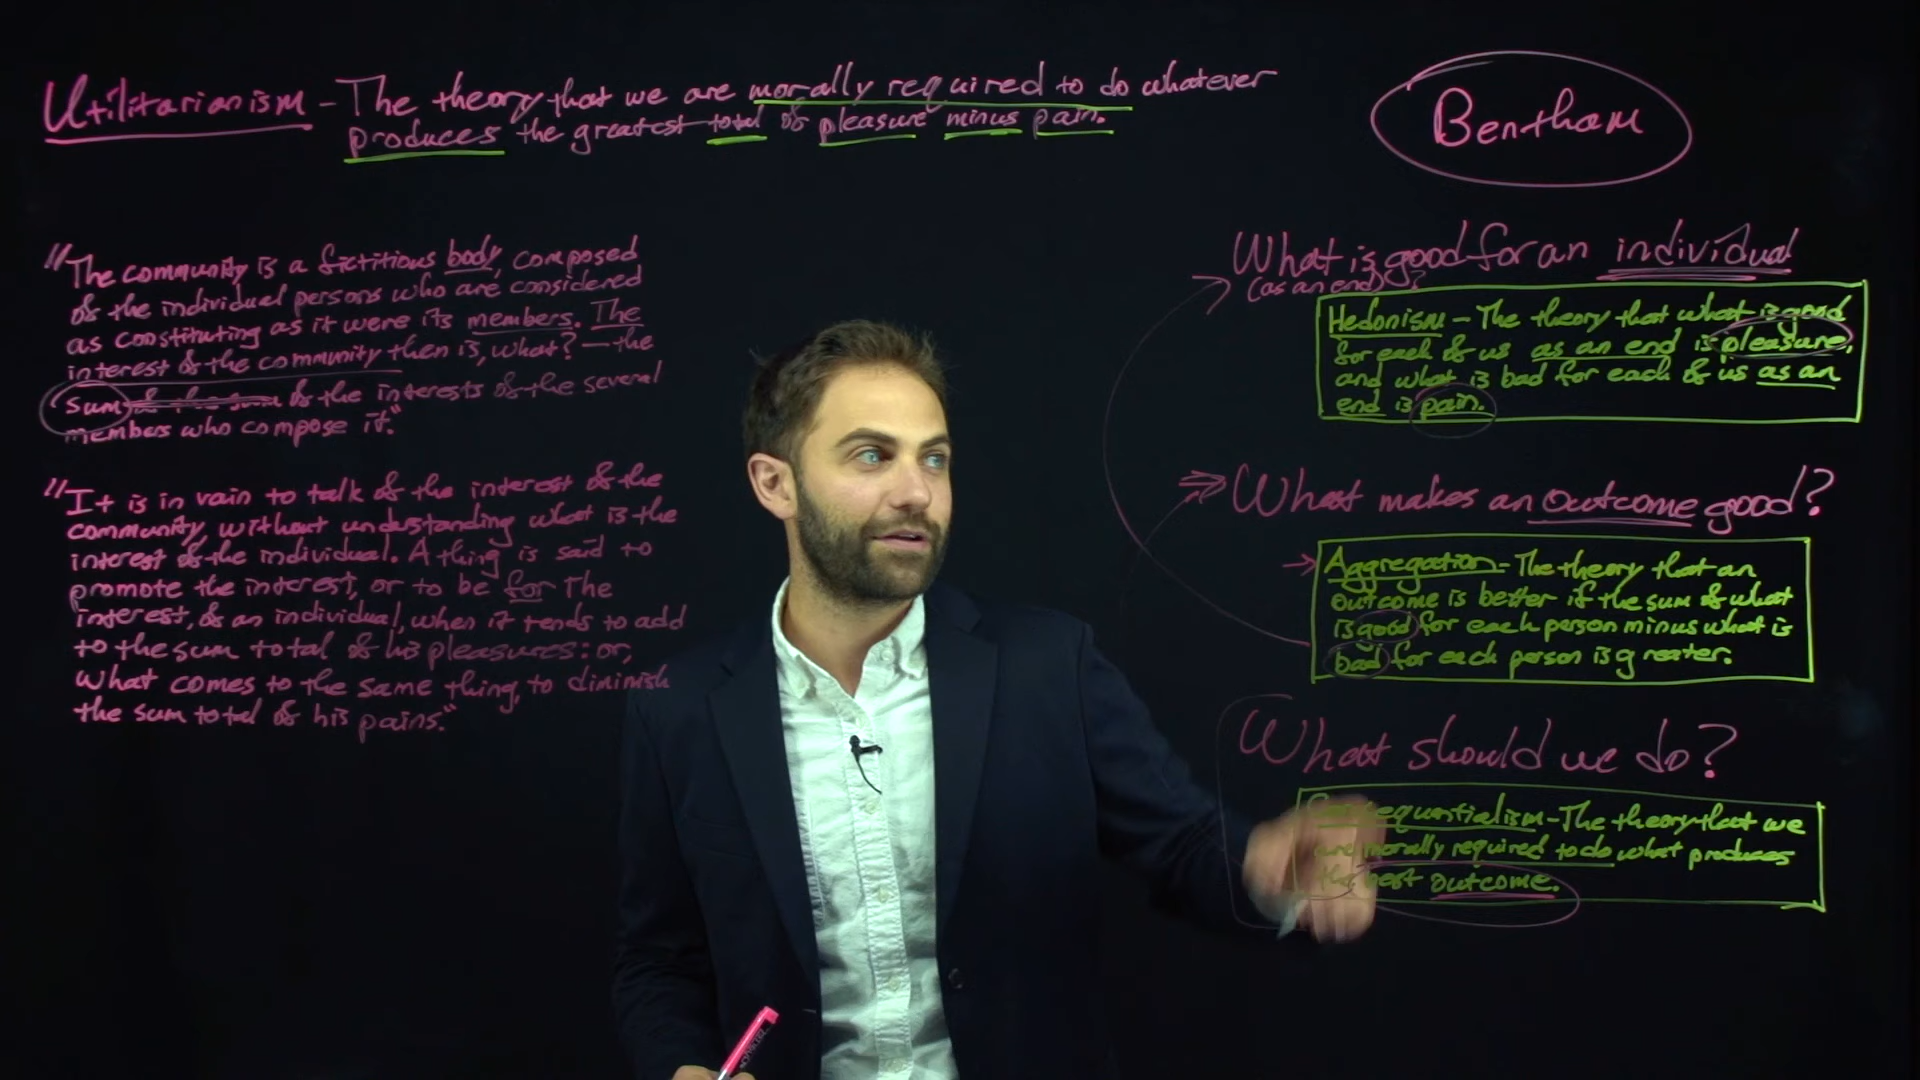 Utilitarianism - The theory that we are morally required to do whatever
produces the greatest total of pleasure minus pain.
Bentham
"The community is a fictitious body, composed
of the individual persons who are considered
as constituting as it were its members. The
interest of the community then is, what? — the
sum of the sum of the interests of the several
members who compose it."
"It is in vain to talk of the interest of the
community without understanding what is the
interest of the individual. A thing is said to
promote the interest, or to be for the
interest, of an individual, when it tends to add
to the sum total of his pleasures: or,
what comes to the same thing, to diminish
the sum total of his pains."
What is good for an individual
(as an end)?
Hedonism - The theory that what is good
for each of us as an end is pleasure,
and what is bad for each of us as an
end is pain.
What makes an outcome good?
Aggregation - The theory that an
outcome is better if the sum of what
is good for each person minus what is
bad for each person is greater.
What should we do?
Consequentialism - The theory that we
are morally required to do what produces
the best outcome.